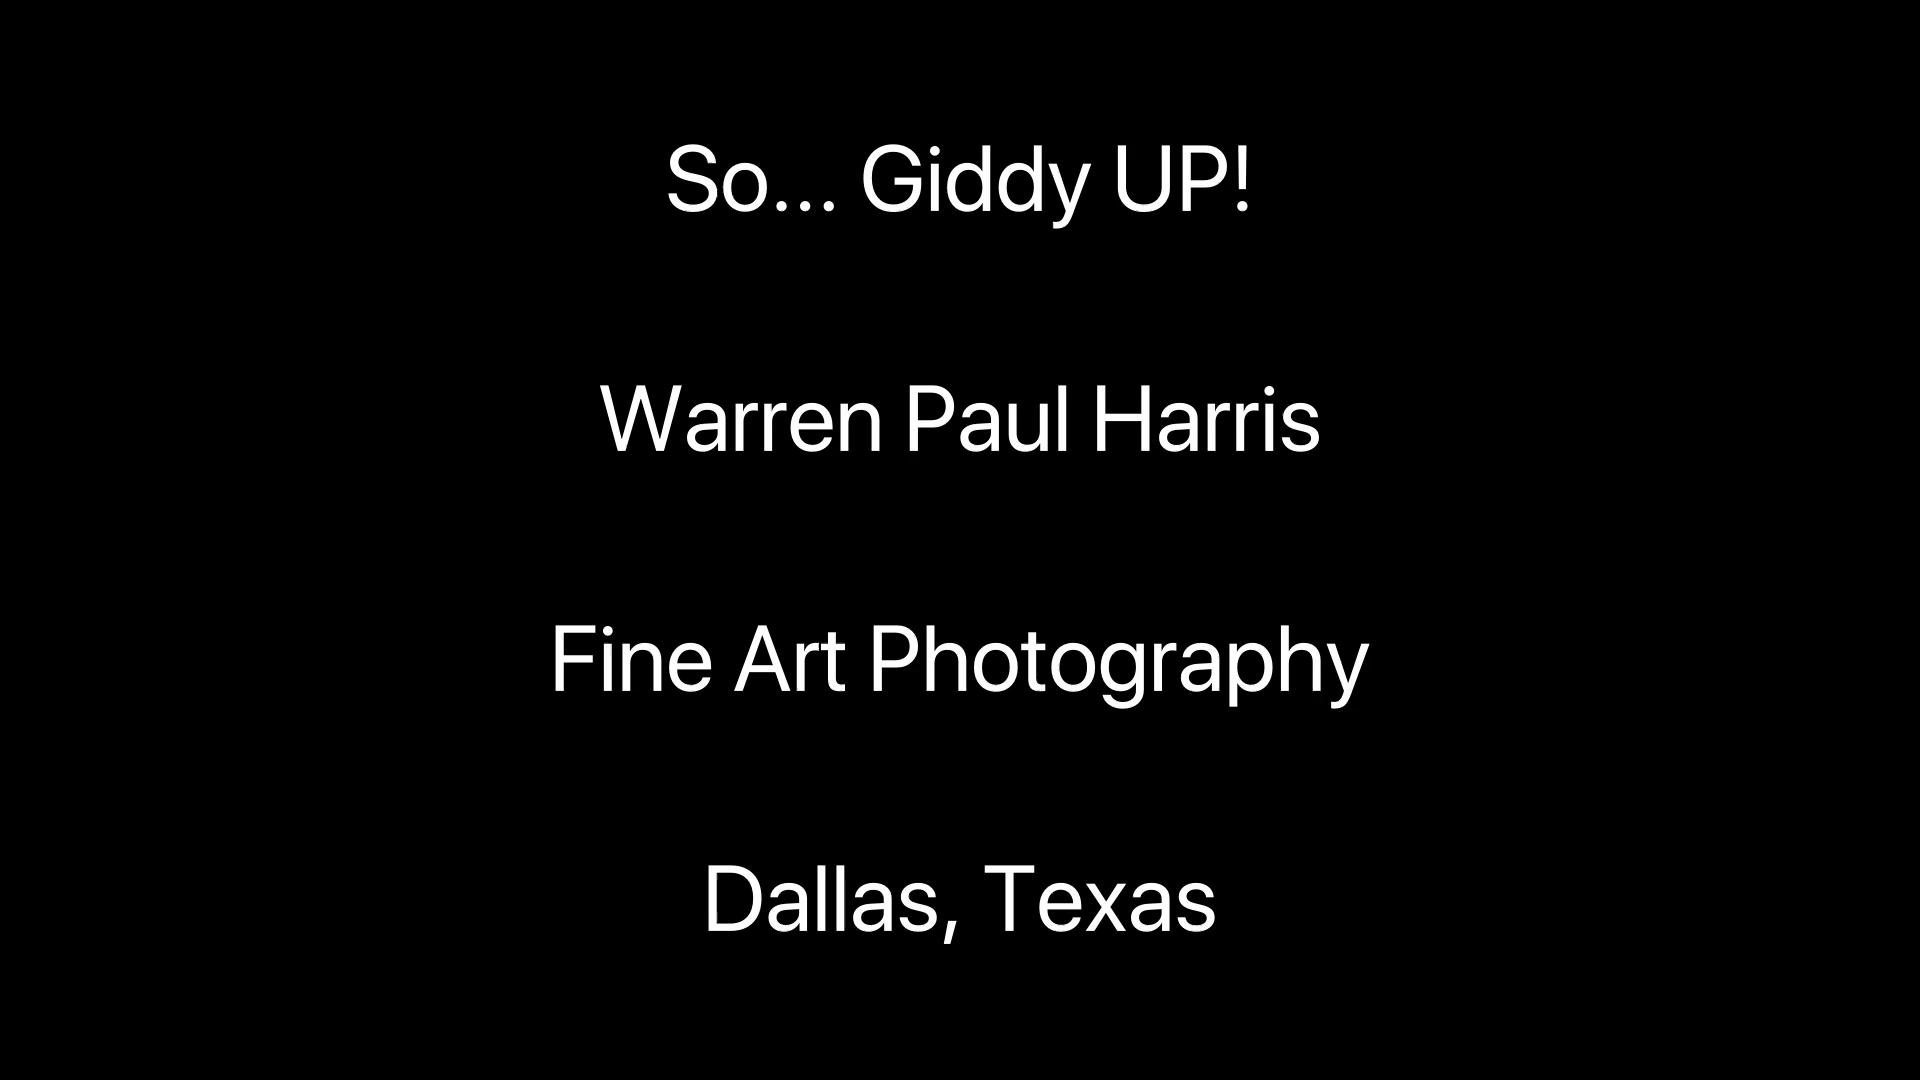 So... Giddy UP!
Warren Paul Harris
Fine Art Photography
Dallas, Texas